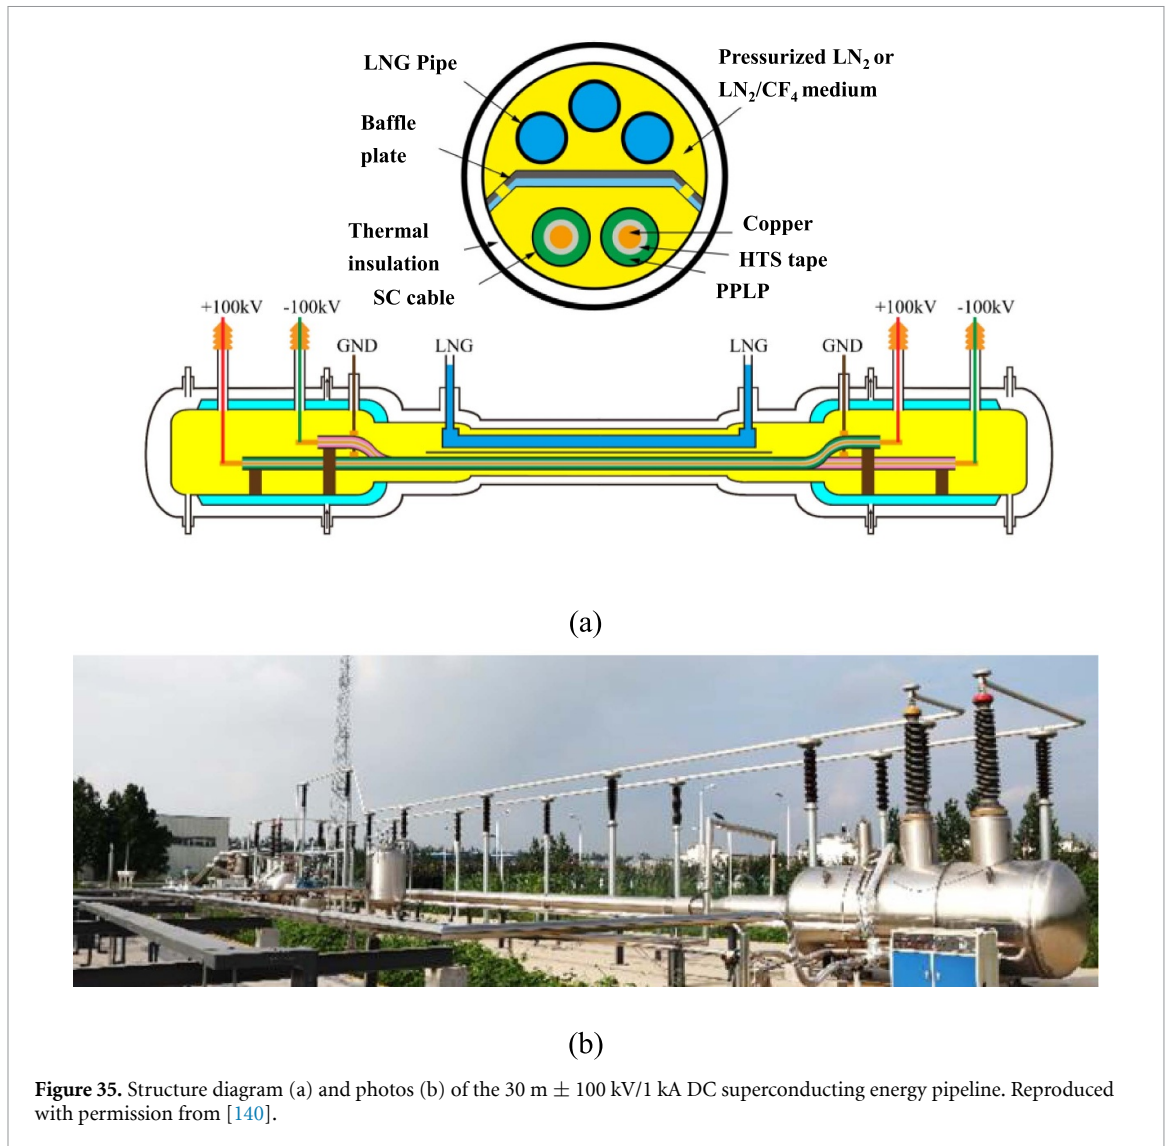 LNG Pipe
Pressurized LN2 or
LN2/CF4 medium
Baffle
plate
Thermal
insulation
SC cable
Copper
HTS tape
PPLP
+100kV
-100kV
GND
LNG
LNG
GND
+100kV
-100kV
(a)
(b)
Figure 35. Structure diagram (a) and photos (b) of the 30 m ± 100 kV/1 kA DC superconducting energy pipeline. Reproduced
with permission from [140].